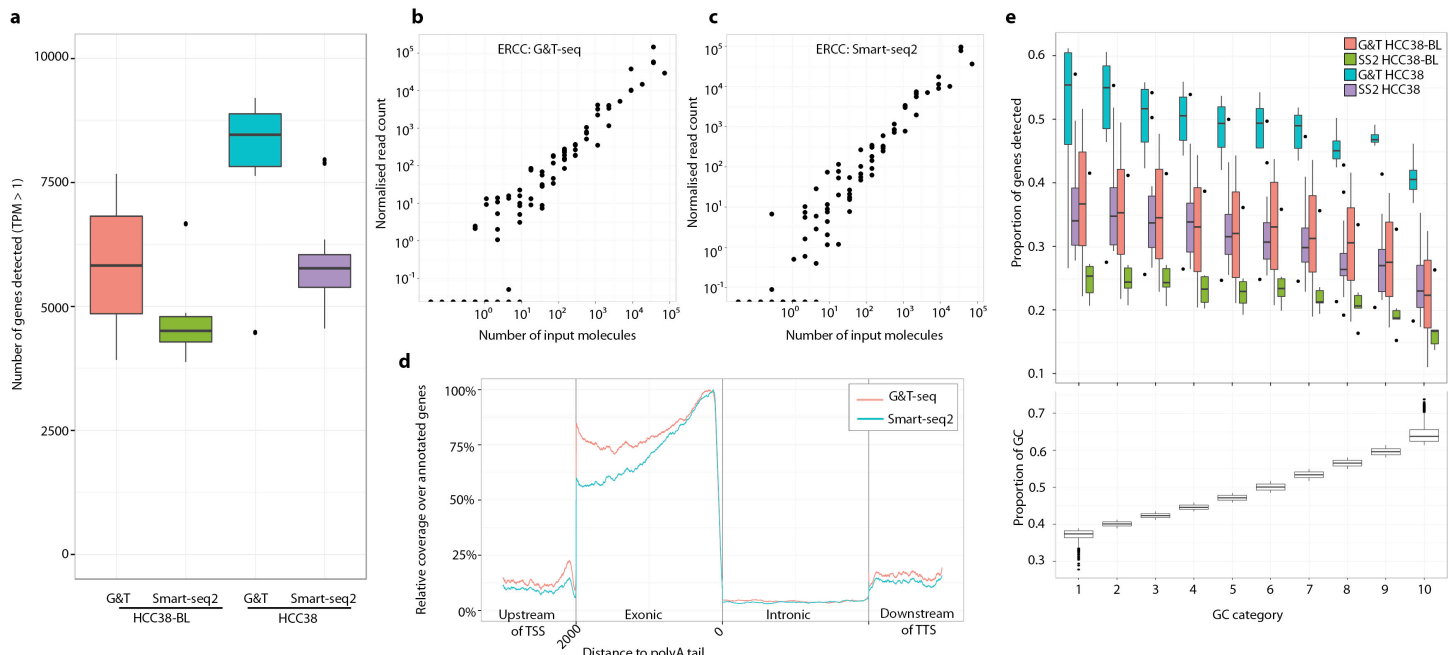 a
10000
7500
5000
2500
0
Number of genes detected (TPM > 1)
G&T Smart-seq2 G&T Smart-seq2
HCC38-BL HCC38
b
ERCC: G&T-seq
10^5
10^4
10^3
10^2
10^1
10^0
10^-1
Normalised read count
10^0 10^1 10^2 10^3 10^4 10^5
Number of input molecules
c
ERCC: Smart-seq2
10^5
10^4
10^3
10^2
10^1
10^0
10^-1
Normalised read count
10^0 10^1 10^2 10^3 10^4 10^5
Number of input molecules
d
G&T-seq
Smart-seq2
100%
75%
50%
25%
0%
Relative coverage over annotated genes
Upstream
of TSS
Exonic
Intronic
Downstream
of TTS
2000 0
Distance to polyA tail
e
G&T HCC38-BL
SS2 HCC38-BL
G&T HCC38
SS2 HCC38
0.6
0.5
0.4
0.3
0.2
0.1
Proportion of genes detected
0.7
0.6
0.5
0.4
0.3
Proportion of GC
1 2 3 4 5 6 7 8 9 10
GC category